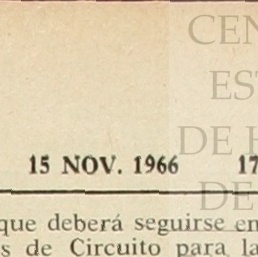 CEN
EST
DE H
DE
15 NOV. 1966 17
que deberá seguirse en
s de Circuito para la